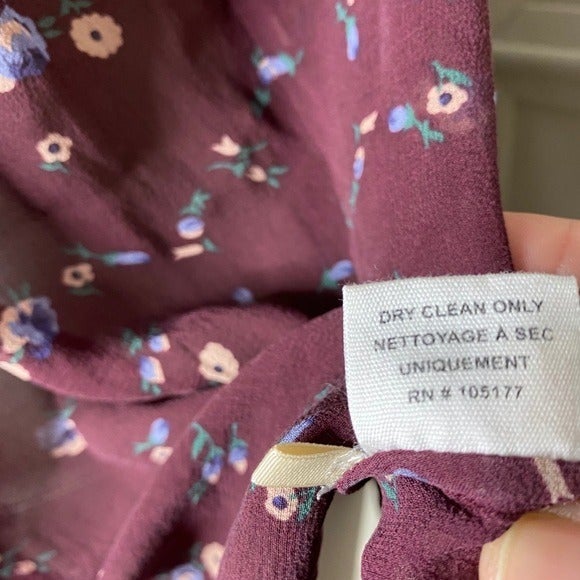 DRY CLEAN ONLY
NETTOYAGE À SEC
UNIQUEMENT
RN # 105177